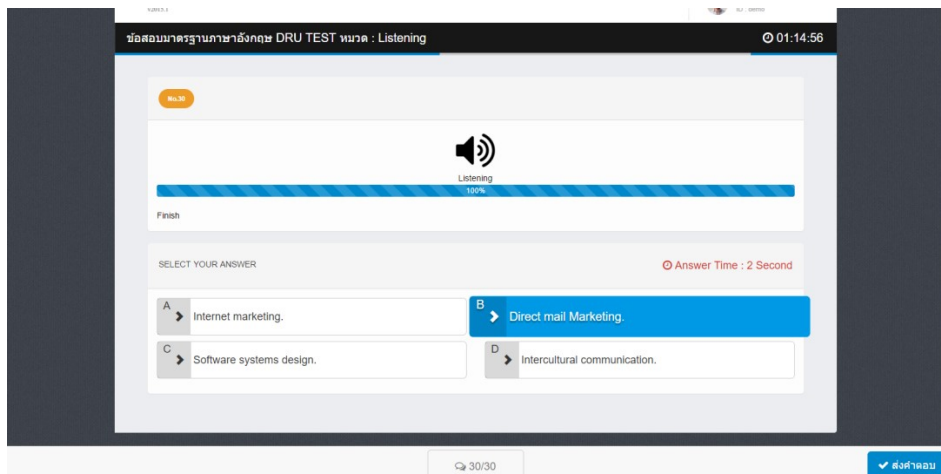 ข้อสอบมาตรฐานภาษาอังกฤษ DRU TEST หมวด : Listening
01:14:56
No.30
Listening
100%
Finish
SELECT YOUR ANSWER
Answer Time : 2 Second
A
Internet marketing.
B
Direct mail Marketing.
C
Software systems design.
D
Intercultural communication.
30/30
ส่งคำตอบ